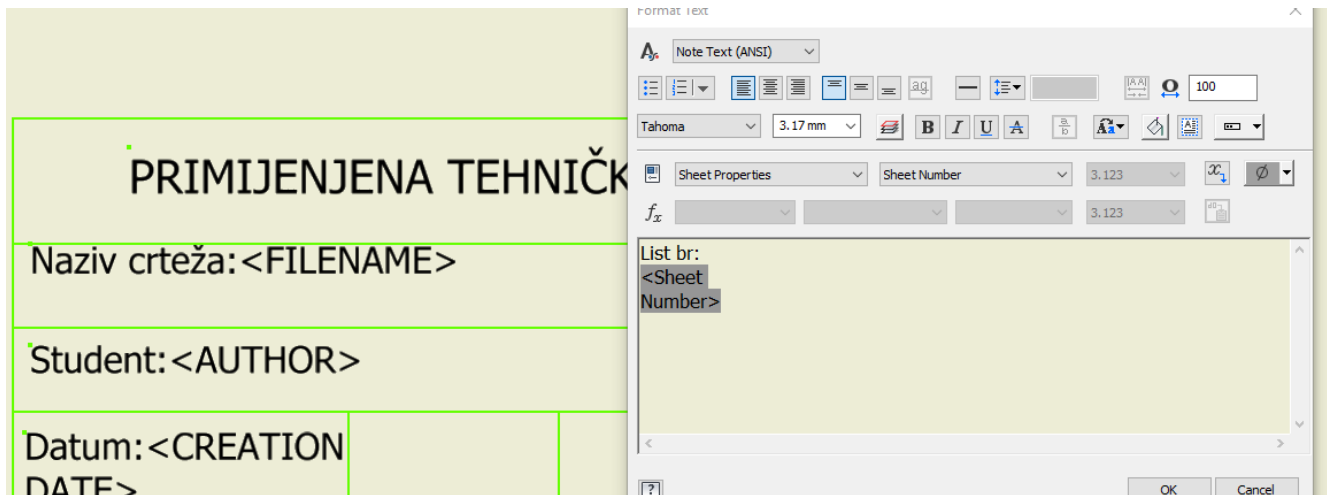 Format Text
Note Text (ANSI)
100
Tahoma
3.17 mm
B I U A
Sheet Properties
Sheet Number
3.123
3.123
List br:
<Sheet
Number>
OK
Cancel
PRIMIJENJENA TEHNIČK
Naziv crteža:<FILENAME>
Student:<AUTHOR>
Datum:<CREATION
DATE>